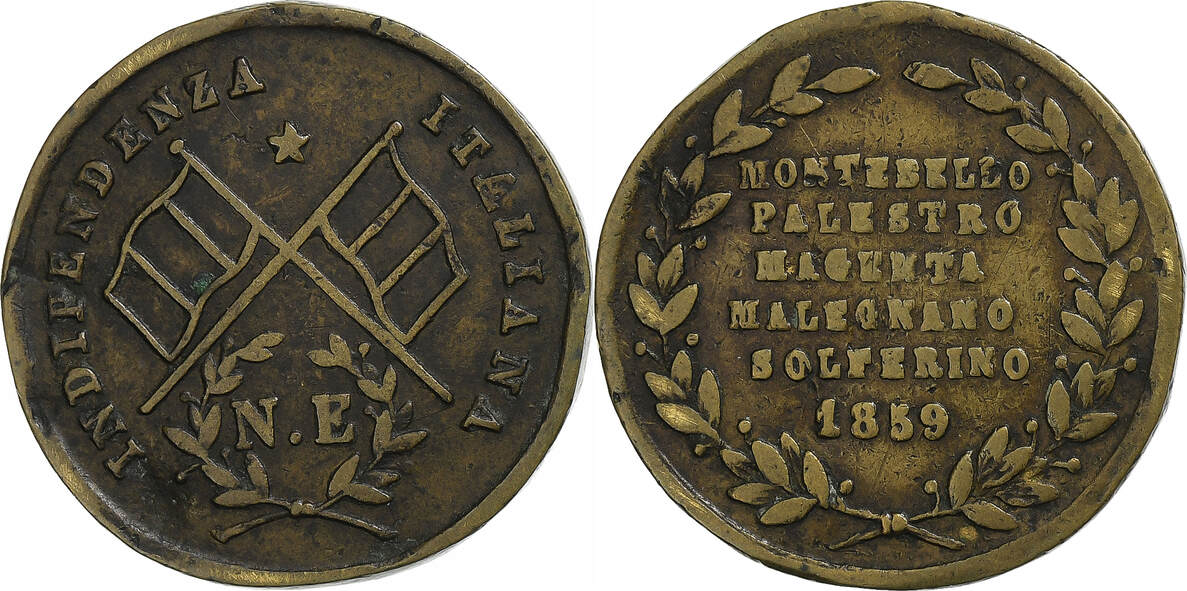 INDIPENDENZA ITALIANA
N.E
MONTEBELLO
PALESTRO
MAGENTA
MALEGNANO
SOLFERINO
1859